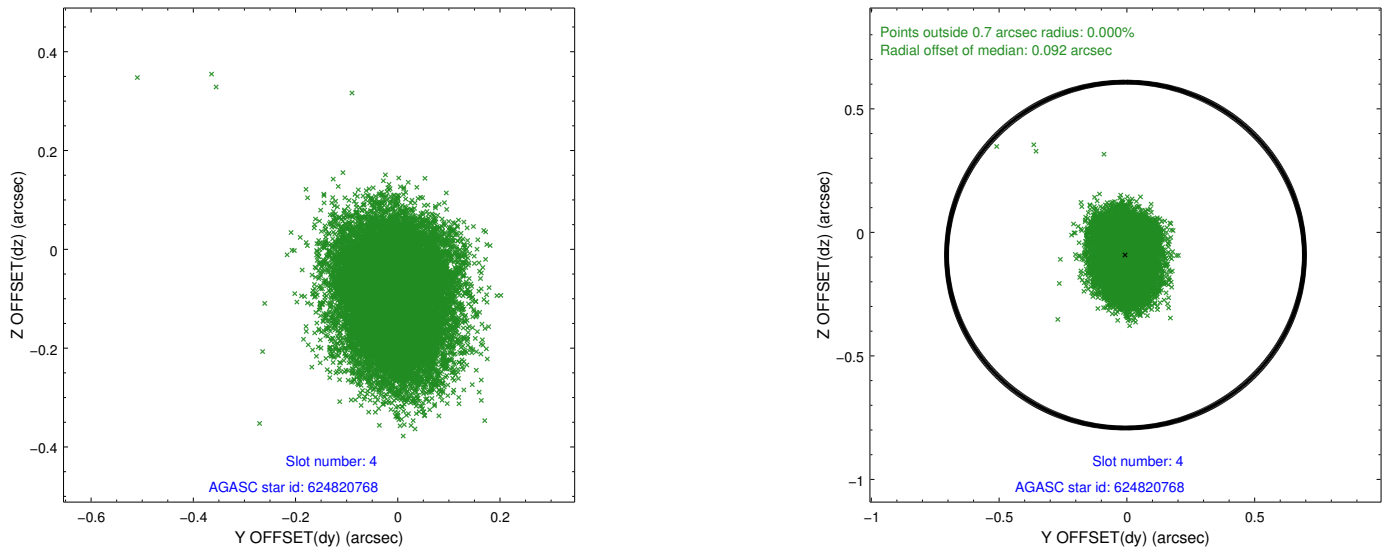 0.4
0.2
0
−0.2
−0.4
−0.6
−0.4
−0.2
0
0.2
Z OFFSET(dz) (arcsec)
Y OFFSET(dy) (arcsec)
Slot number: 4
AGASC star id: 624820768
Points outside 0.7 arcsec radius: 0.000%
Radial offset of median: 0.092 arcsec
0.5
0
−0.5
−1
−1
−0.5
0
0.5
Z OFFSET(dz) (arcsec)
Y OFFSET(dy) (arcsec)
Slot number: 4
AGASC star id: 624820768